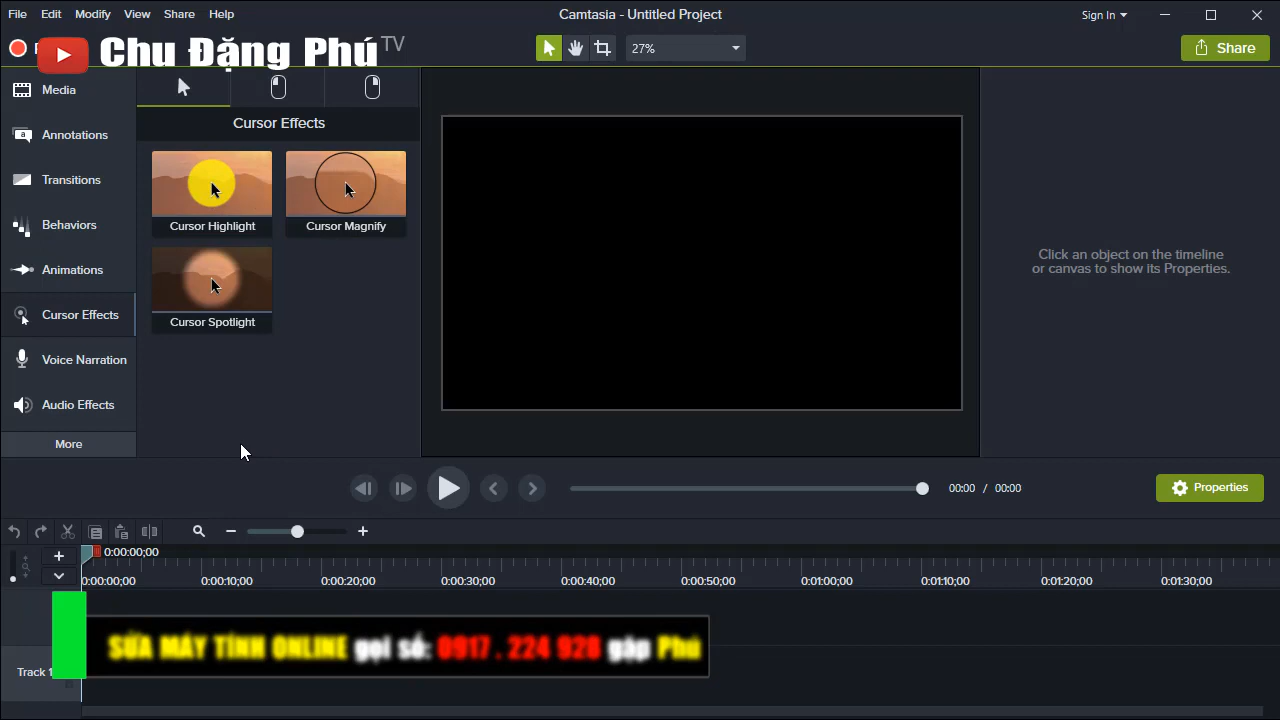 File Edit Modify View Share Help
Camtasia - Untitled Project
Sign In
Chu Đặng Phú TV
27%
Share
Media
Annotations
Transitions
Behaviors
Animations
Cursor Effects
Voice Narration
Audio Effects
More
Cursor Effects
Cursor Highlight
Cursor Magnify
Cursor Spotlight
Click an object on the timeline
or canvas to show its Properties.
00:00 / 00:00
Properties
0:00:00;00
0:00:00;00 0:00:10;00 0:00:20;00 0:00:30;00 0:00:40;00 0:00:50;00 0:01:00;00 0:01:10;00 0:01:20;00 0:01:30;00
SỬA MÁY TÍNH ONLINE gọi số: 0917.224 920 gặp Phú
Track 1